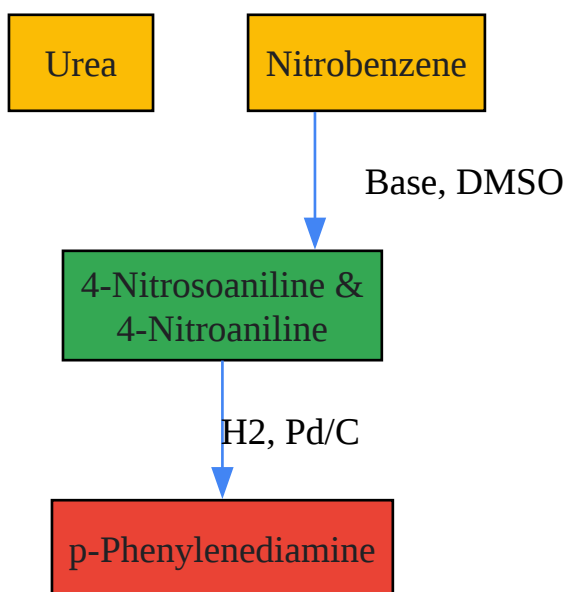 Urea
Nitrobenzene
Base, DMSO
4-Nitrosoaniline &
4-Nitroaniline
H2, Pd/C
p-Phenylenediamine